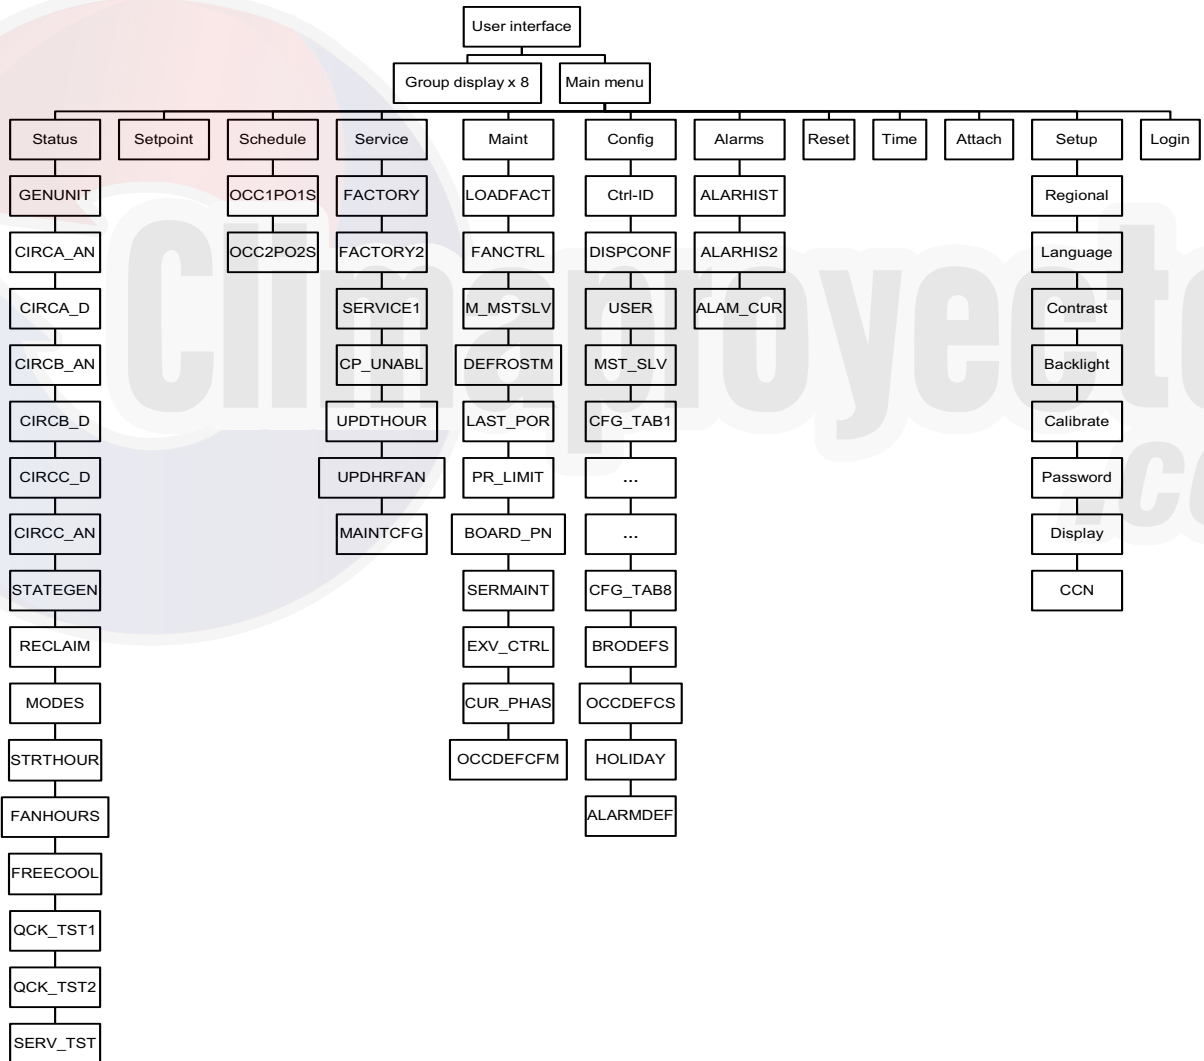 User interface
Group display x 8
Main menu
Status
Setpoint
Schedule
Service
Maint
Config
Alarms
Reset
Time
Attach
Setup
Login
GENUNIT
CIRCA_AN
CIRCA_D
CIRCB_AN
CIRCB_D
CIRCC_D
CIRCC_AN
STATEGEN
RECLAIM
MODES
STRTHOUR
FANHOURS
FREECOOL
QCK_TST1
QCK_TST2
SERV_TST
OCC1PO1S
OCC2PO2S
FACTORY
FACTORY2
SERVICE1
CP_UNABL
UPDTHOUR
UPDHRFAN
MAINTCFG
LOADFACT
FANCTRL
M_MSTSLV
DEFROSTM
LAST_POR
PR_LIMIT
BOARD_PN
SERMAINT
EXV_CTRL
CUR_PHAS
OCCDEFCFM
Ctrl-ID
DISPCONF
USER
MST_SLV
CFG_TAB1
...
...
CFG_TAB8
BRODEFS
OCCDEFCS
HOLIDAY
ALARMDEF
ALARHIST
ALARHIS2
ALAM_CUR
Regional
Language
Contrast
Backlight
Calibrate
Password
Display
CCN
Climaproyecto
.co